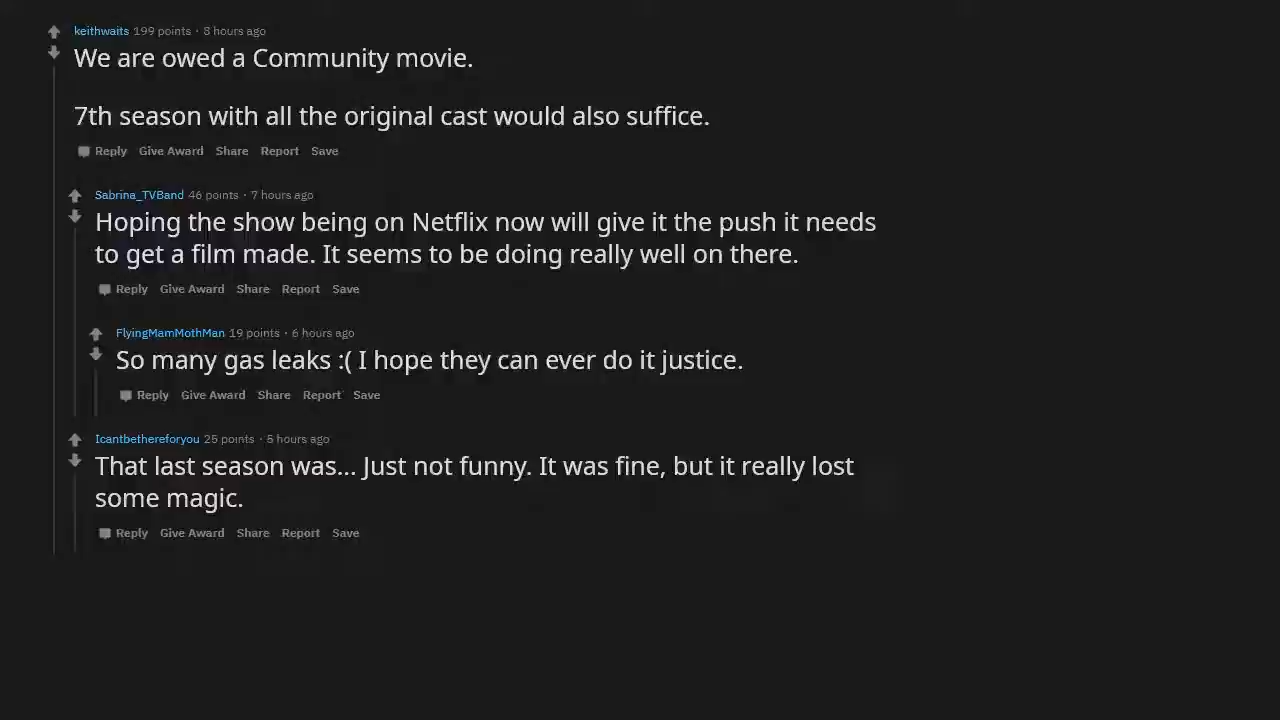 keithwaits 199 points · 8 hours ago
We are owed a Community movie.
7th season with all the original cast would also suffice.
Reply Give Award Share Report Save
Sabrina_TVBand 46 points · 7 hours ago
Hoping the show being on Netflix now will give it the push it needs
to get a film made. It seems to be doing really well on there.
Reply Give Award Share Report Save
FlyingMamMothMan 19 points · 6 hours ago
So many gas leaks :( I hope they can ever do it justice.
Reply Give Award Share Report Save
Icantbethereforyou 25 points · 5 hours ago
That last season was... Just not funny. It was fine, but it really lost
some magic.
Reply Give Award Share Report Save